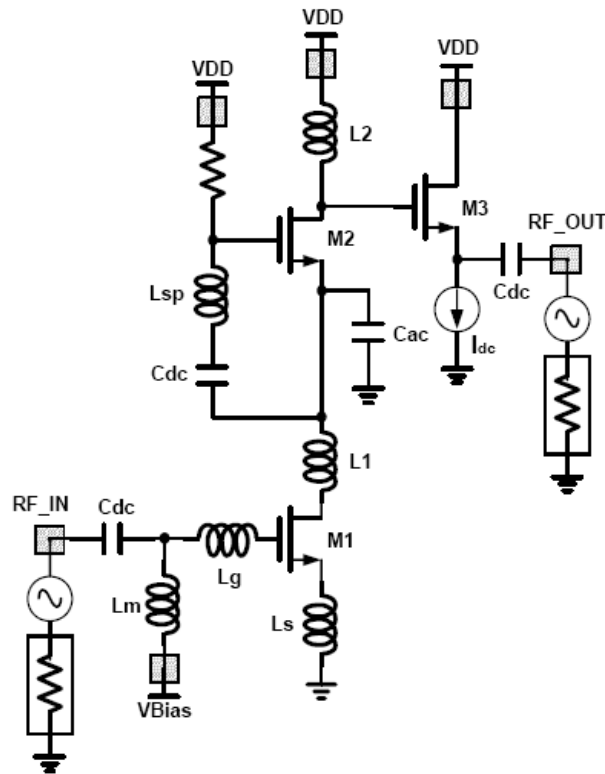 VDD
VDD
VDD
L2
M3
M2
RF_OUT
Lsp
Cdc
Cac
Idc
Cdc
L1
RF_IN
Cdc
M1
Lg
Lm
Ls
VBias